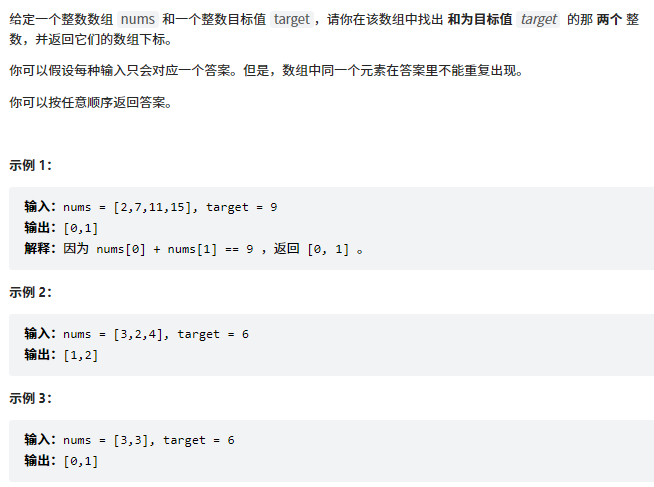 给定一个整数数组 nums 和一个整数目标值 target ，请你在该数组中找出 和为目标值 target 的那 两个 整
数，并返回它们的数组下标。
你可以假设每种输入只会对应一个答案。但是，数组中同一个元素在答案里不能重复出现。
你可以按任意顺序返回答案。
示例 1：
输入：nums = [2,7,11,15], target = 9
输出：[0,1]
解释：因为 nums[0] + nums[1] == 9 ，返回 [0, 1] 。
示例 2：
输入：nums = [3,2,4], target = 6
输出：[1,2]
示例 3：
输入：nums = [3,3], target = 6
输出：[0,1]